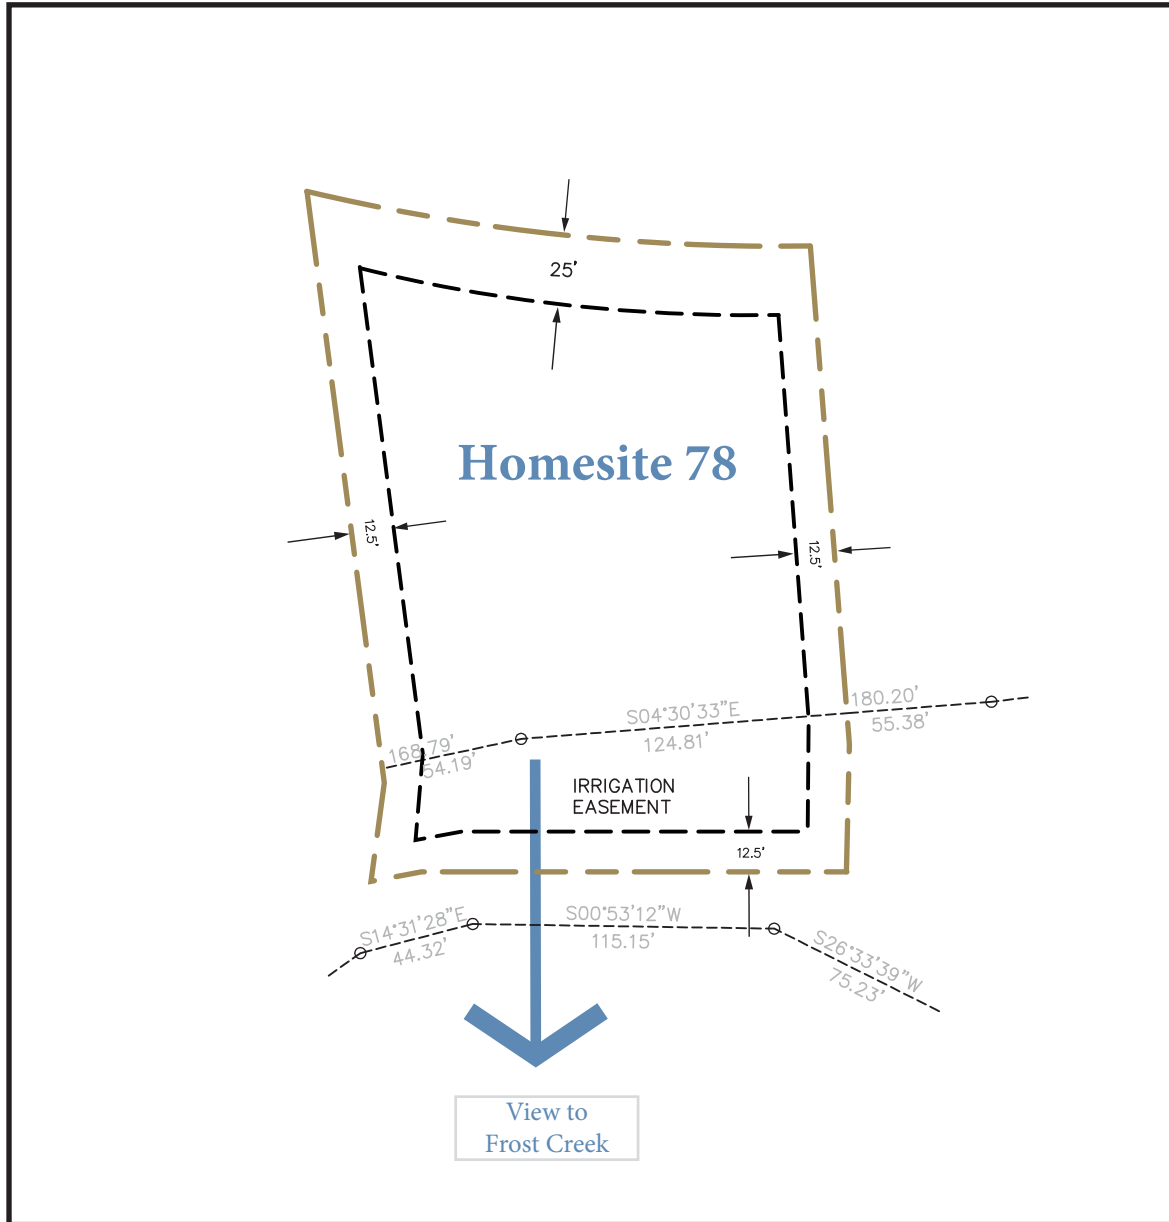 25'
Homesite 78
12.5'
12.5'
S04°30'33"E
124.81'
180.20'
55.38'
168.79'
54.19'
IRRIGATION
EASEMENT
12.5'
S14°31'28"E
44.32'
S00°53'12"W
115.15'
S26°33'39"W
75.23'
View to
Frost Creek